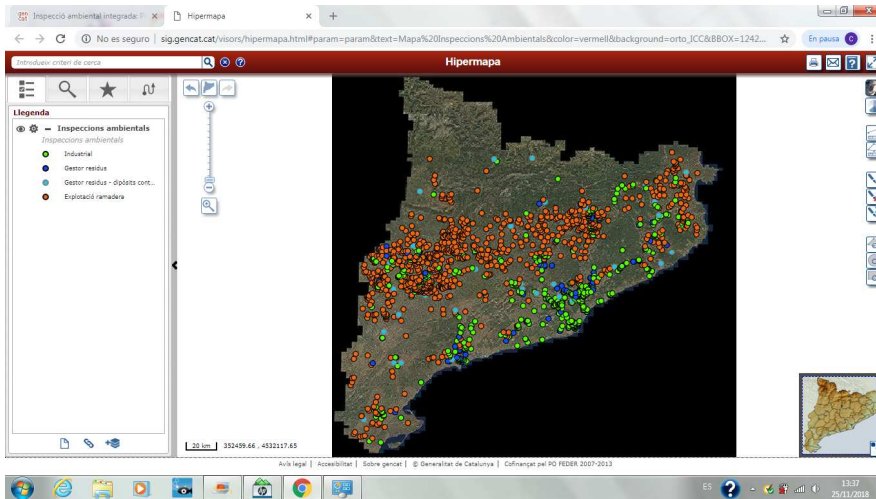 gen cat
Inspecció ambiental integrada: P
Hipermapa
No es seguro
sig.gencat.cat/visors/hipermapa.html#param=param&text=Mapa%20Inspeccions%20Ambientals&color=vermell&background=orto_ICC&BBOX=1242...
En pausa
C
Introdueix criteri de cerca
Hipermapa
Llegenda
Inspeccions ambientals
Inspeccions ambientals
Industrial
Gestor residus
Gestor residus - dipòsits cont...
Explotació ramadera
20 km
352459.66 , 4532117.65
Avís legal | Accessibilitat | Sobre gencat | © Generalitat de Catalunya | Cofinançat pel PO FEDER 2007-2013
ES
13:37
25/11/2018